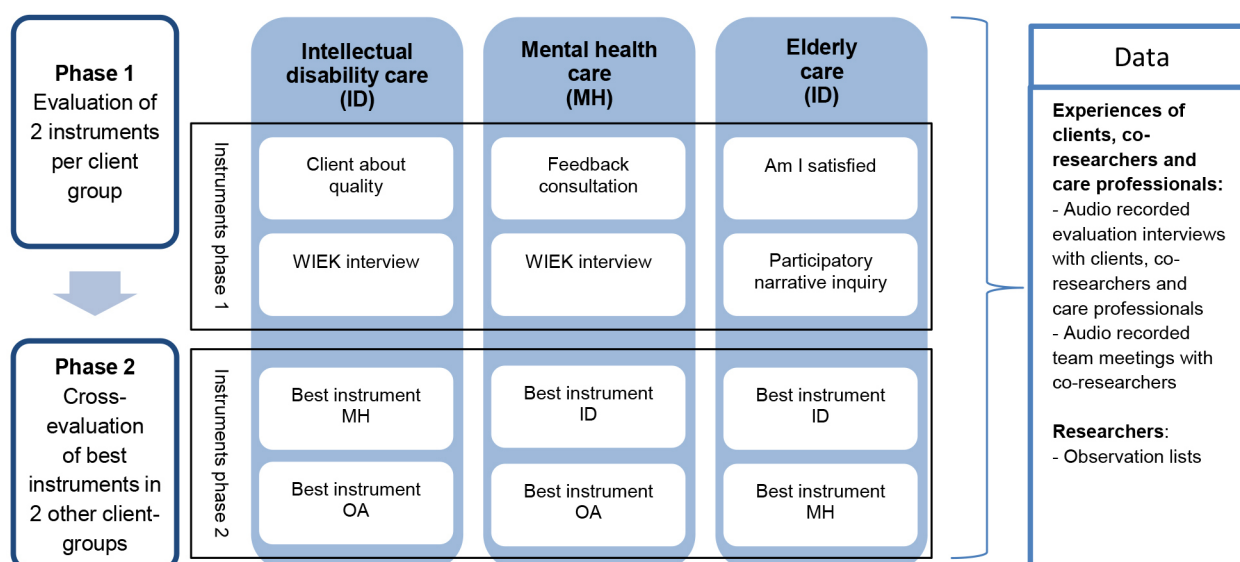 Phase 1
Evaluation of
2 instruments
per client
group
Phase 2
Cross-
evaluation
of best
instruments in
2 other client-
groups
Intellectual
disability care
(ID)
Mental health
care
(MH)
Elderly
care
(ID)
Instruments phase 1
Client about
quality
Feedback
consultation
Am I satisfied
WIEK interview
WIEK interview
Participatory
narrative inquiry
Instruments phase 2
Best instrument
MH
Best instrument
ID
Best instrument
ID
Best instrument
OA
Best instrument
OA
Best instrument
MH
Data
Experiences of
clients, co-
researchers and
care professionals:
- Audio recorded
evaluation interviews
with clients, co-
researchers and
care professionals
- Audio recorded
team meetings with
co-researchers
Researchers:
- Observation lists